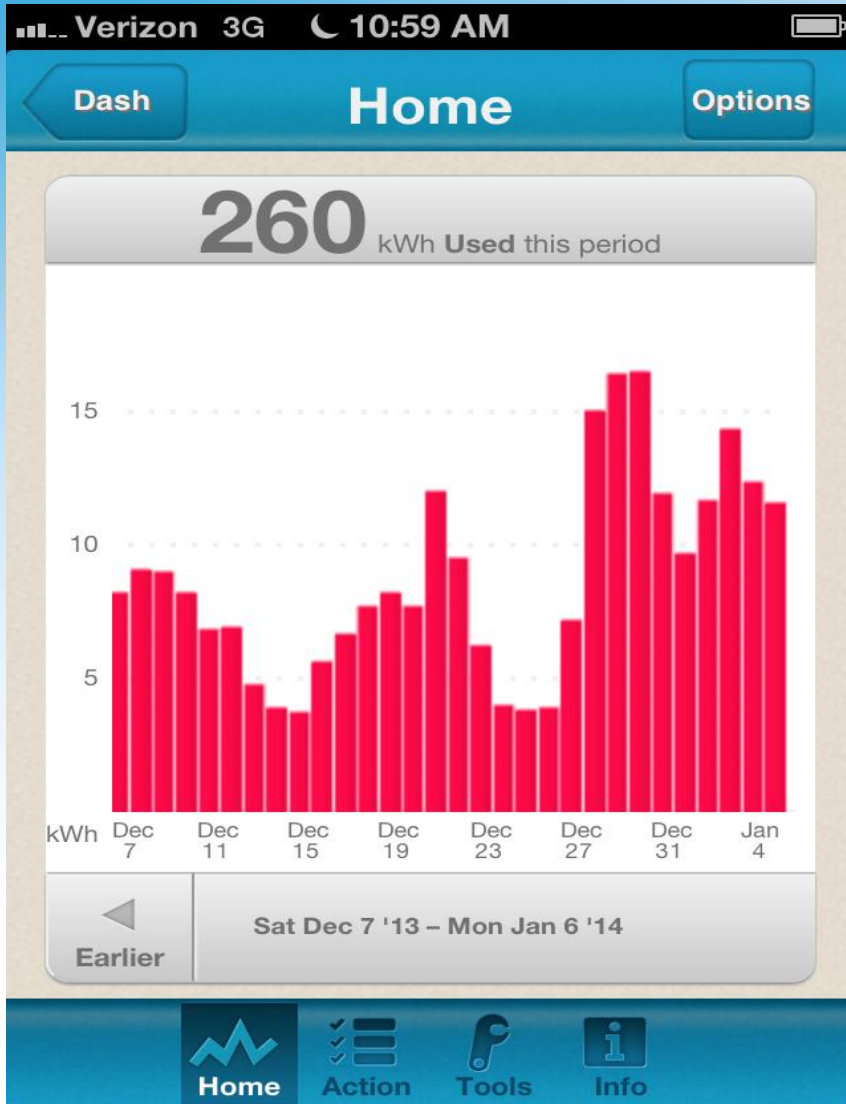 Verizon 3G 10:59 AM
Dash Home Options
260 kWh Used this period
15
10
5
kWh Dec Dec Dec Dec Dec Dec Dec Jan
7 11 15 19 23 27 31 4
Earlier
Sat Dec 7 '13 – Mon Jan 6 '14
Home Action Tools Info